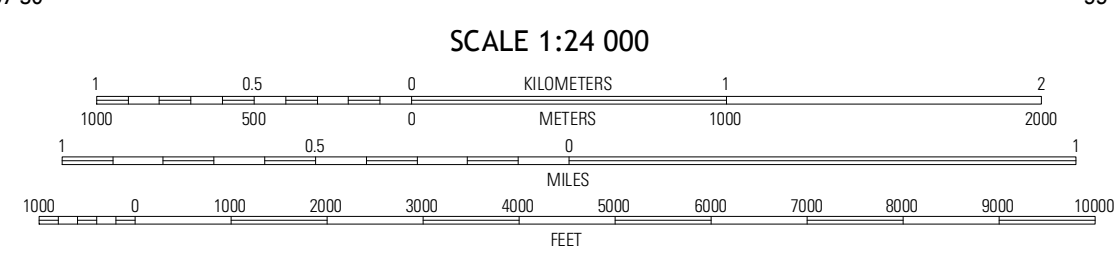 SCALE 1:24 000
1 0.5 0 KILOMETERS 1 2
1000 500 0 METERS 1000 2000
1 0.5 0 1
MILES
1000 0 1000 2000 3000 4000 5000 6000 7000 8000 9000 10000
FEET